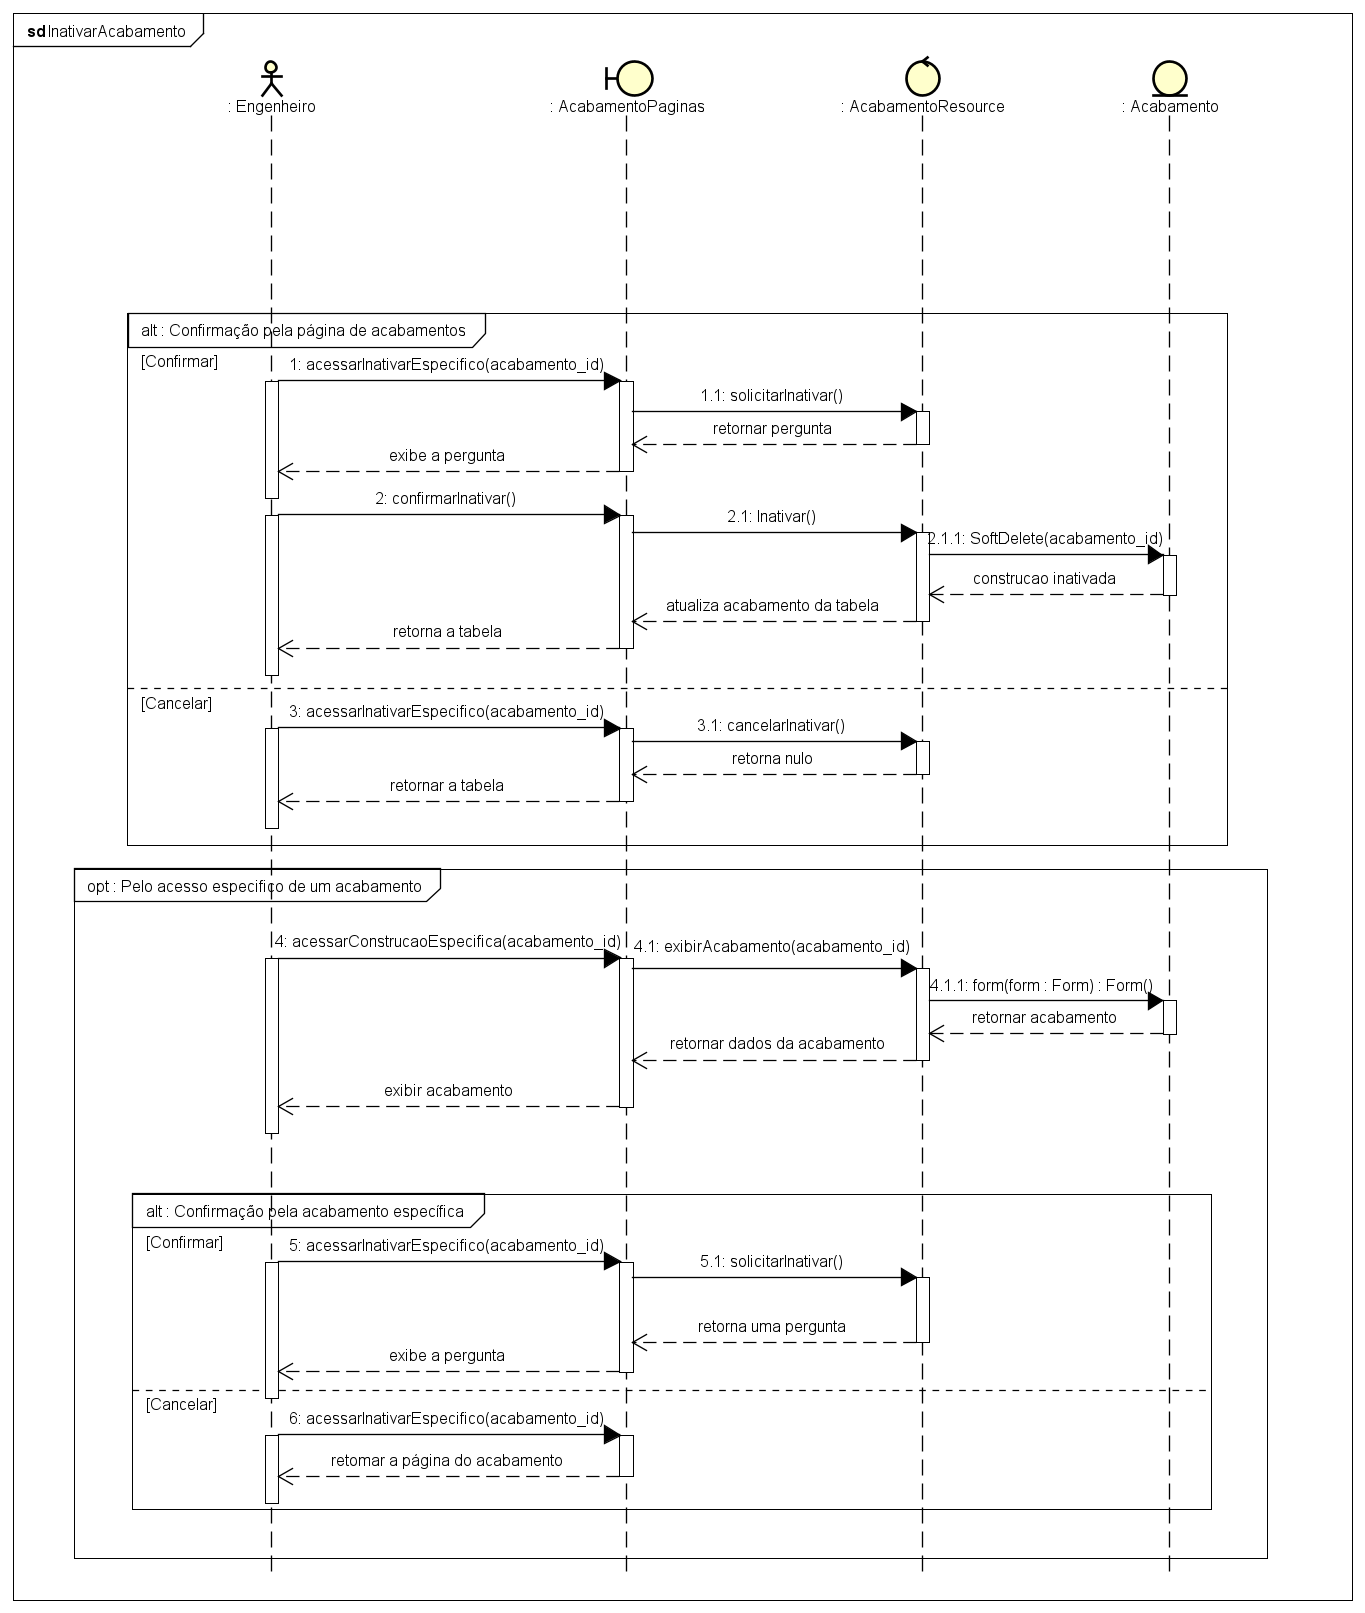 sd InativarAcabamento
: Engenheiro
: AcabamentoPaginas
: AcabamentoResource
: Acabamento
alt : Confirmação pela página de acabamentos
[Confirmar]
1: acessarInativarEspecifico(acabamento_id)
1.1: solicitarInativar()
retornar pergunta
exibe a pergunta
2: confirmarInativar()
2.1: Inativar()
2.1.1: SoftDelete(acabamento_id)
construcao inativada
atualiza acabamento da tabela
retorna a tabela
[Cancelar]
3: acessarInativarEspecifico(acabamento_id)
3.1: cancelarInativar()
retorna nulo
retornar a tabela
opt : Pelo acesso especifico de um acabamento
4: acessarConstrucaoEspecifica(acabamento_id)
4.1: exibirAcabamento(acabamento_id)
4.1.1: form(form : Form) : Form()
retornar acabamento
retornar dados da acabamento
exibir acabamento
alt : Confirmação pela acabamento específica
[Confirmar]
5: acessarInativarEspecifico(acabamento_id)
5.1: solicitarInativar()
retorna uma pergunta
exibe a pergunta
[Cancelar]
6: acessarInativarEspecifico(acabamento_id)
retornar a página do acabamento